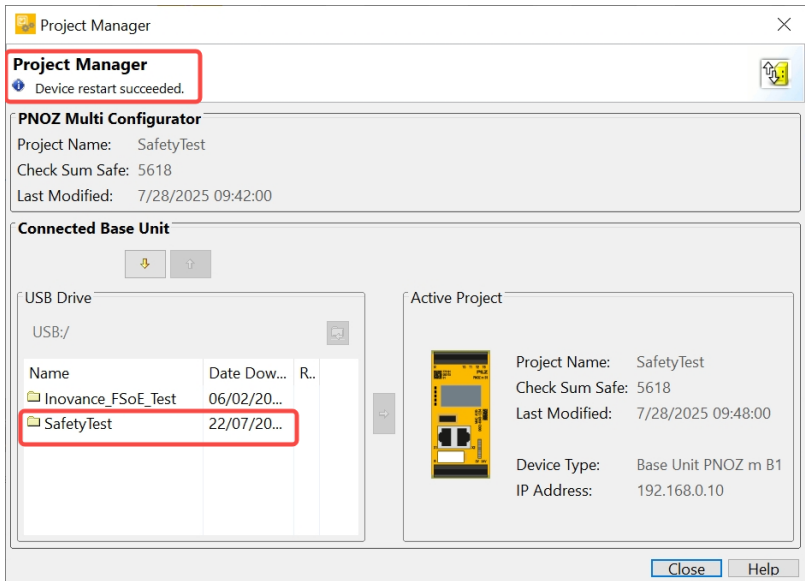 Project Manager
Project Manager
Device restart succeeded.
PNOZ Multi Configurator
Project Name: SafetyTest
Check Sum Safe: 5618
Last Modified: 7/28/2025 09:42:00
Connected Base Unit
USB Drive
USB:/
Name Date Dow... R..
Inovance_FSoE_Test 06/02/20...
SafetyTest 22/07/20...
Active Project
PILZ
Project Name: SafetyTest
Check Sum Safe: 5618
Last Modified: 7/28/2025 09:48:00
Device Type: Base Unit PNOZ m B1
IP Address: 192.168.0.10
Close Help